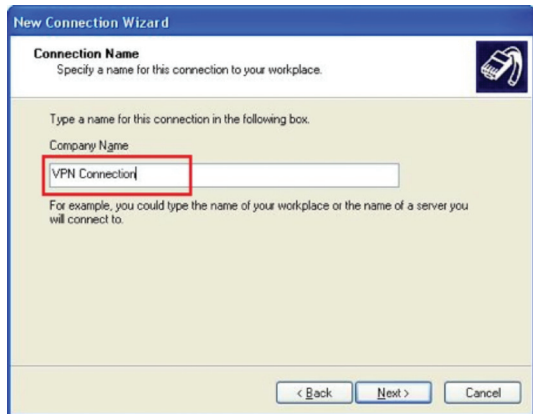 New Connection Wizard
Connection Name
Specify a name for this connection to your workplace.
Type a name for this connection in the following box.
Company Name
VPN Connection
For example, you could type the name of your workplace or the name of a server you
will connect to.
< Back
Next >
Cancel